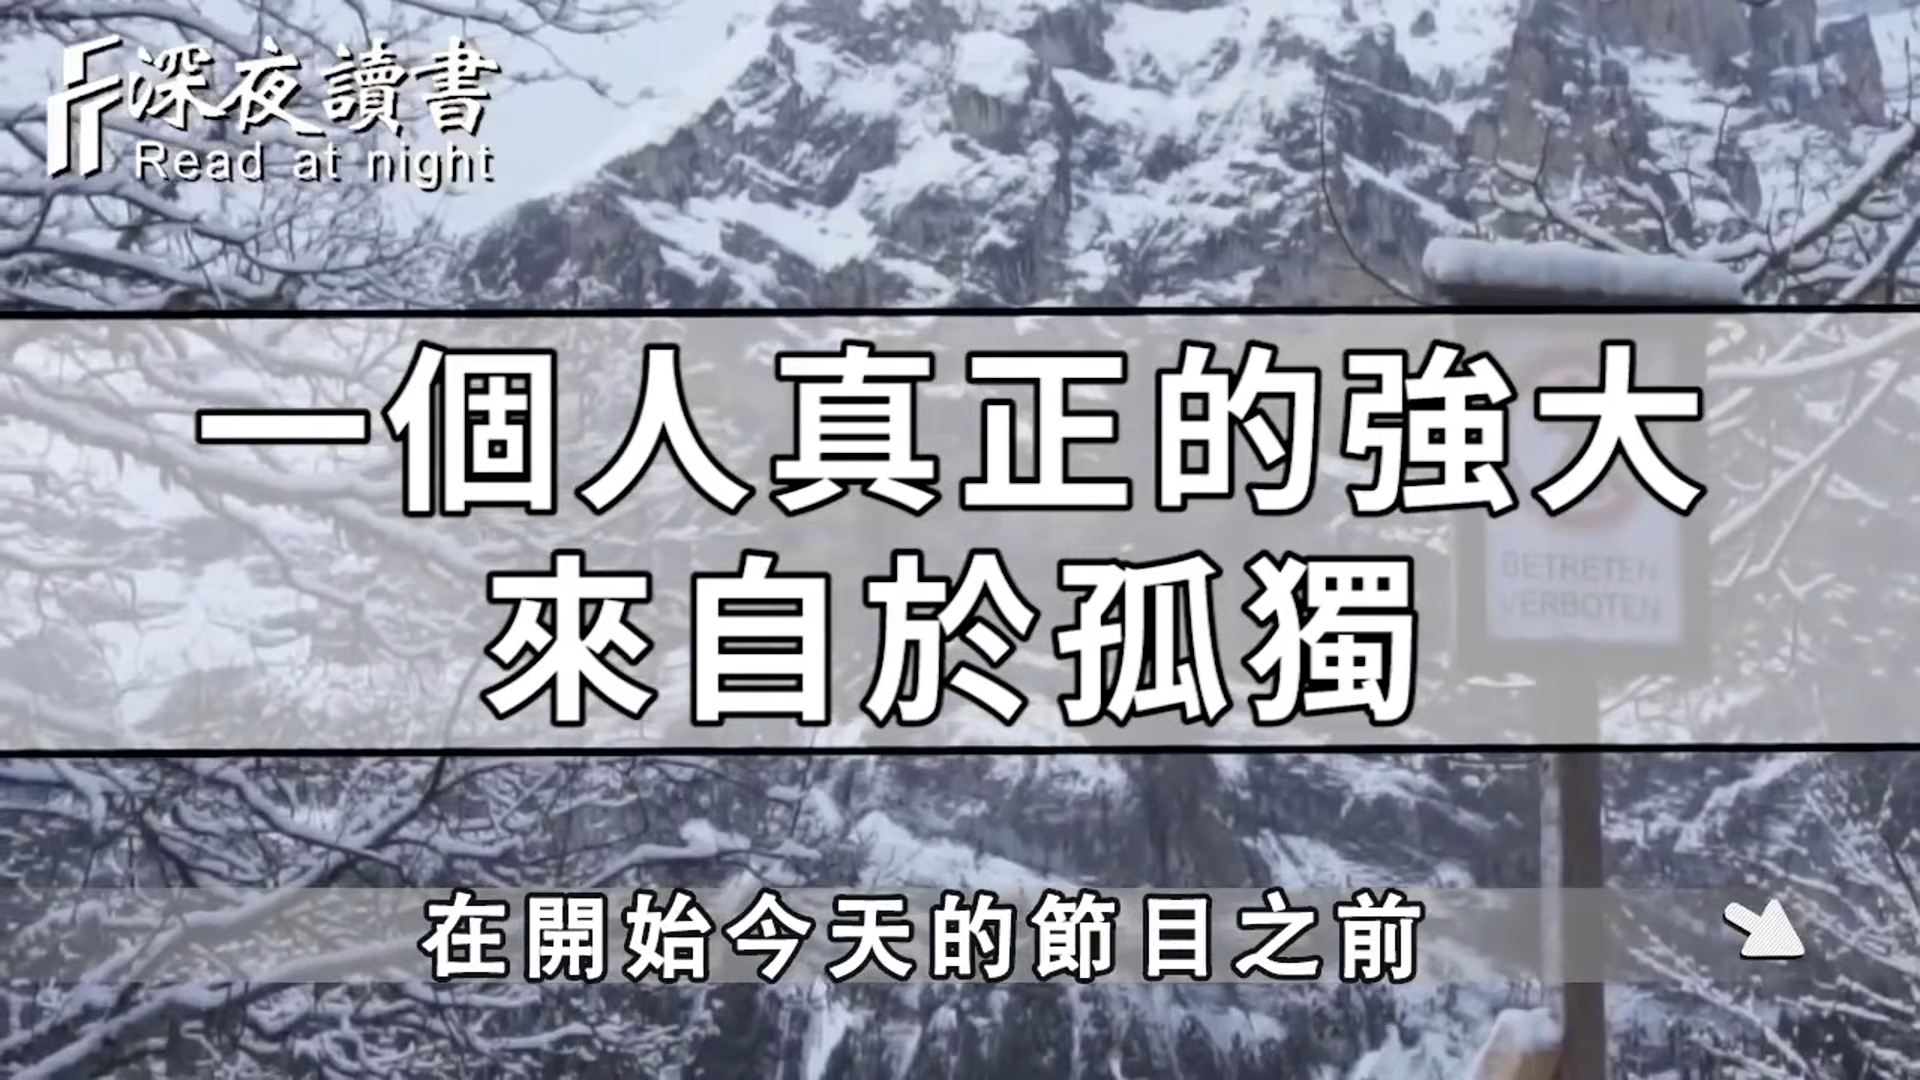 深夜讀書
Read at night
一個人真正的強大
來自於孤獨
BETRETEN
VERBOTEN
在開始今天的節目之前